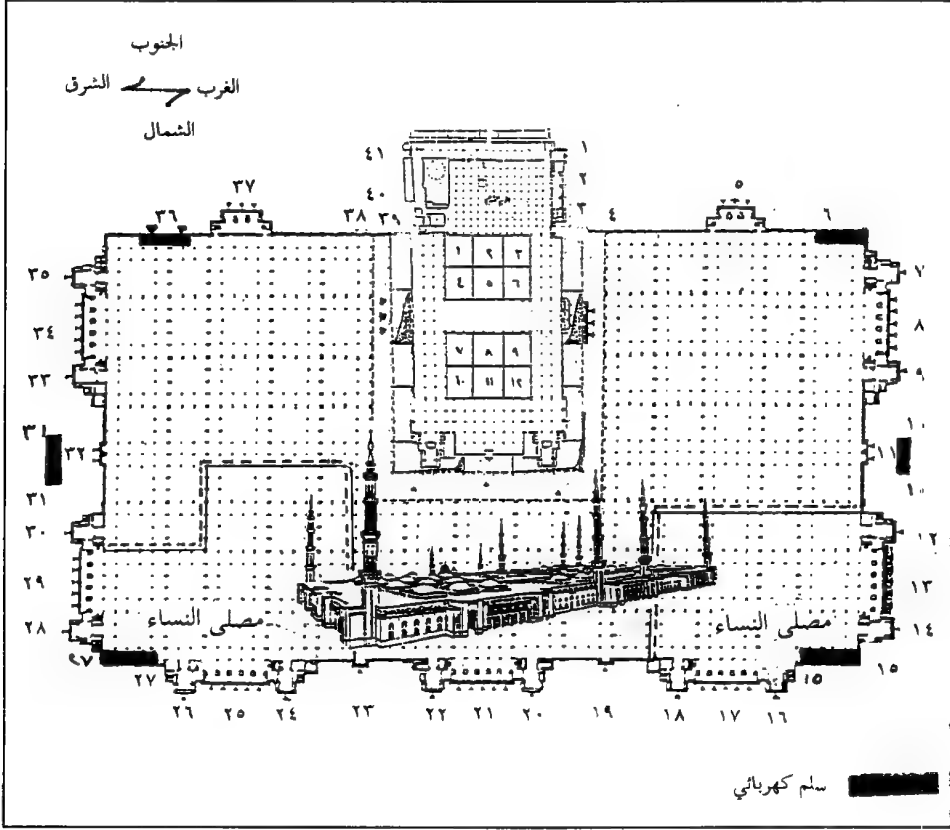 الجنوب
الغرب الشرق
الشمال
٤١ ١
٤٠ ٢
٣٩ ٣
٣٦ ٣٧ ٣٨ ٤ ٥ ٦
١ ٢ ٣
٤ ٥ ٦
٣٥ ٧
٣٤ ٨
٧ ٨ ٩
١٠ ١١ ١٢
٣٣ ٩
٣١ ١٠
٣٢ ١١
٣١ ١٠
٣٠ ١٢
٢٩ ١٣
٢٨ مصلى النساء مصلى النساء ١٤
٢٧ ١٥
٢٧ ١٥
٢٦ ٢٥ ٢٤ ٢٣ ٢٢ ٢١ ٢٠ ١٩ ١٨ ١٧ ١٦
سلم كهربائي